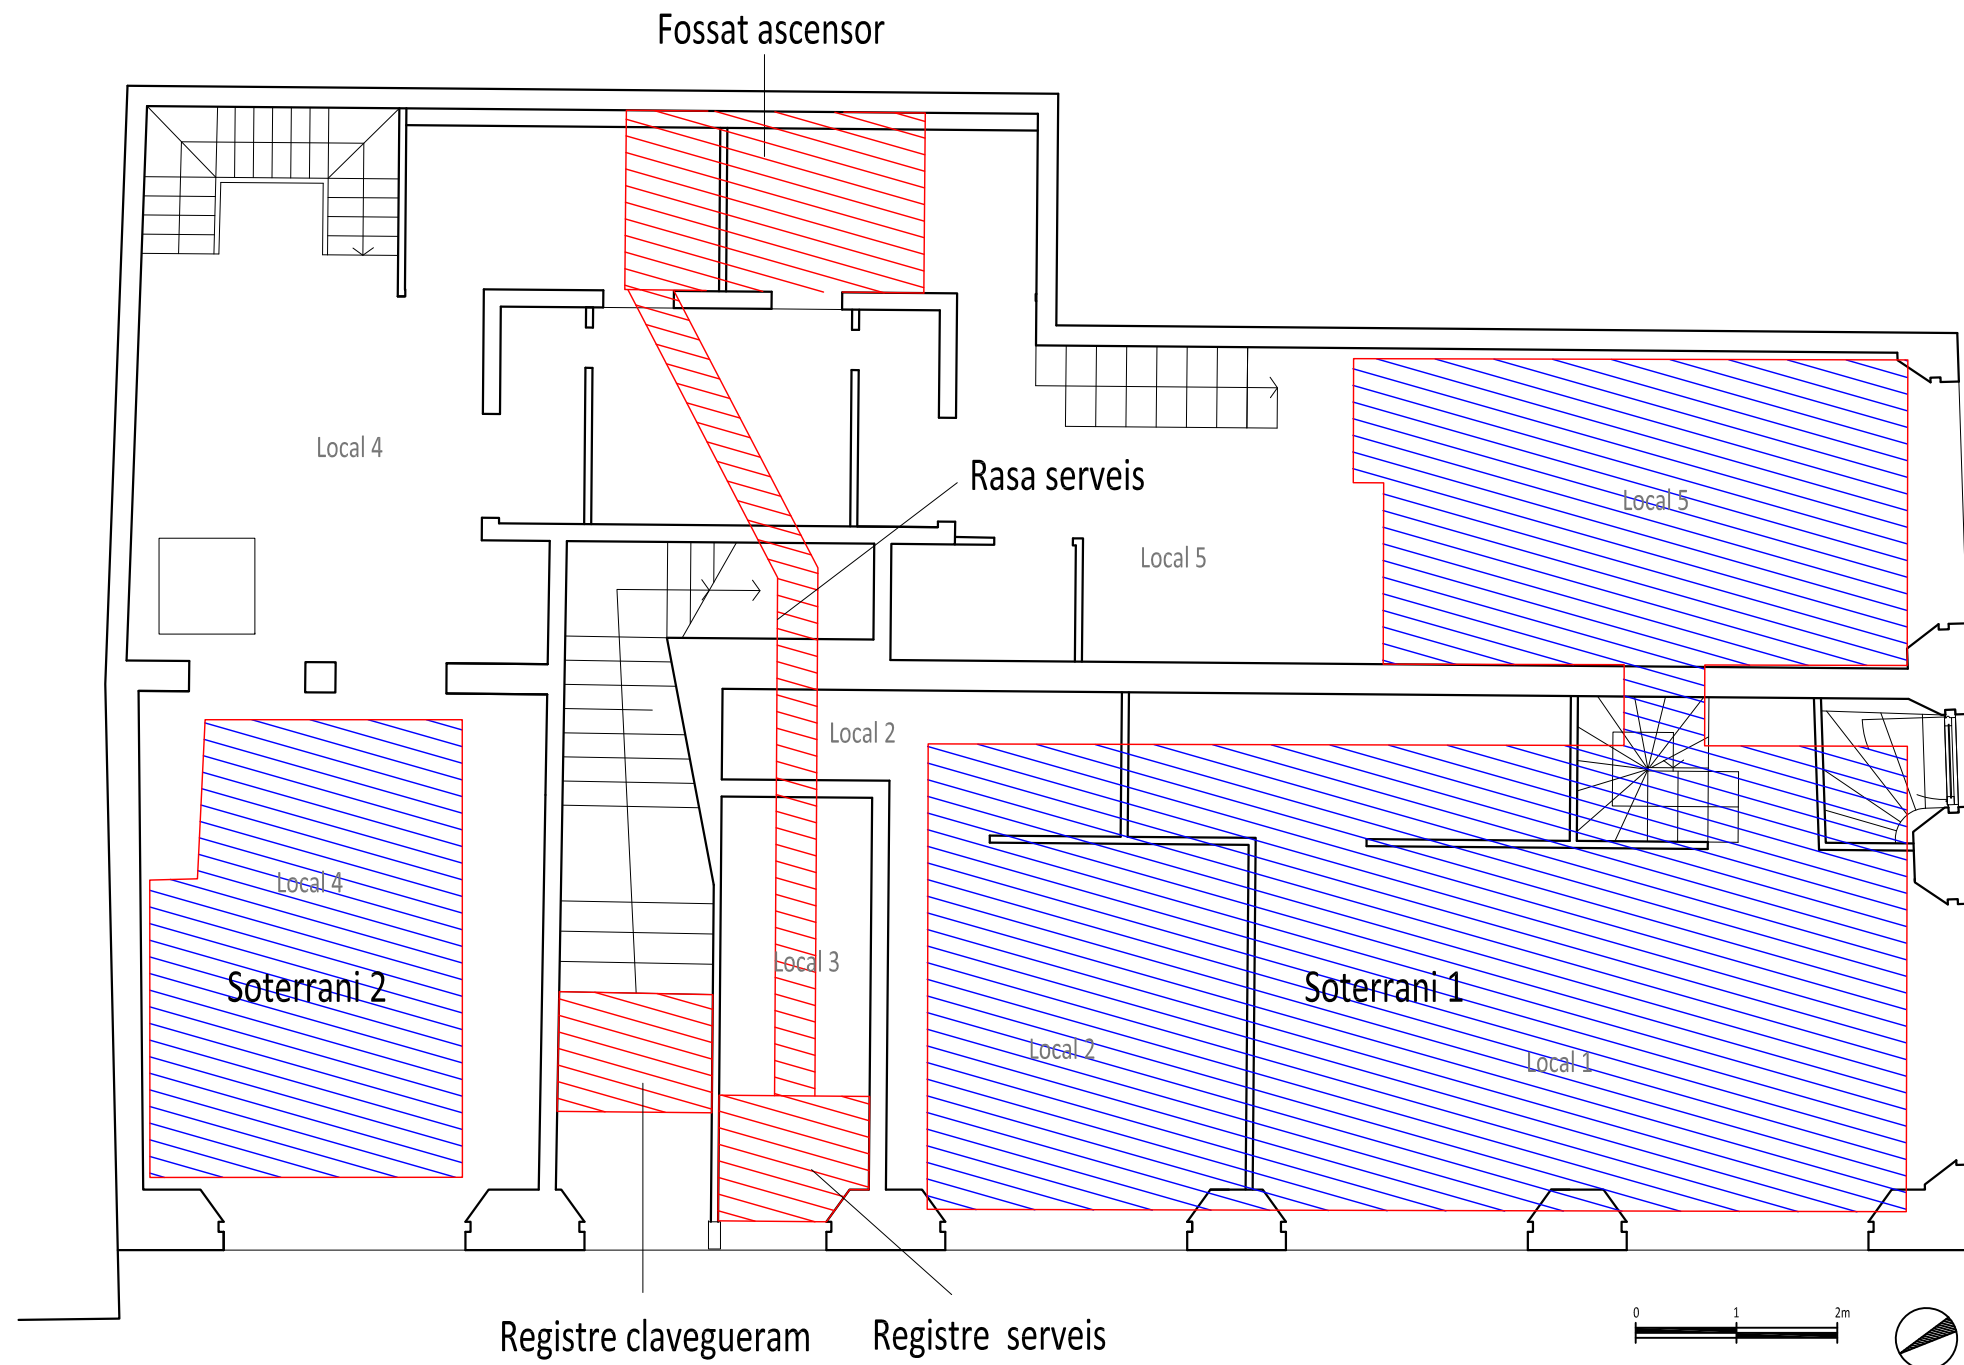 Fossat ascensor
Local 4
Rasa serveis
Local 5
Local 5
Local 2
Local 4
Local 3
Soterrani 2
Soterrani 1
Local 2
Local 1
0 1 2m
Registre clavegueram
Registre serveis